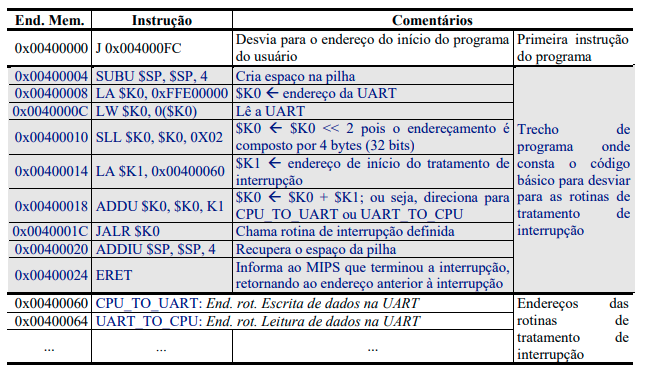 End. Mem. Instrução Comentários
0x00400000 J 0x004000FC Desvia para o endereço do início do programa do usuário Primeira instrução do programa
0x00400004 SUBU $SP, $SP, 4 Cria espaço na pilha
0x00400008 LA $K0, 0xFFE00000 $K0 ← endereço da UART
0x0040000C LW $K0, 0($K0) Lê a UART
0x00400010 SLL $K0, $K0, 0X02 $K0 ← $K0 << 2 pois o endereçamento é composto por 4 bytes (32 bits)
0x00400014 LA $K1, 0x00400060 $K1 ← endereço de início do tratamento de interrupção
0x00400018 ADDU $K0, $K0, K1 $K0 ← $K0 + $K1; ou seja, direciona para CPU_TO_UART ou UART_TO_CPU
0x0040001C JALR $K0 Chama rotina de interrupção definida
0x00400020 ADDIU $SP, $SP, 4 Recupera o espaço da pilha
0x00400024 ERET Informa ao MIPS que terminou a interrupção, retornando ao endereço anterior à interrupção
Trecho de programa onde consta o código básico para desviar para as rotinas de tratamento de interrupção
0x00400060 CPU_TO_UART: End. rot. Escrita de dados na UART
0x00400064 UART_TO_CPU: End. rot. Leitura de dados na UART
... ... ...
Endereços das rotinas de tratamento de interrupção